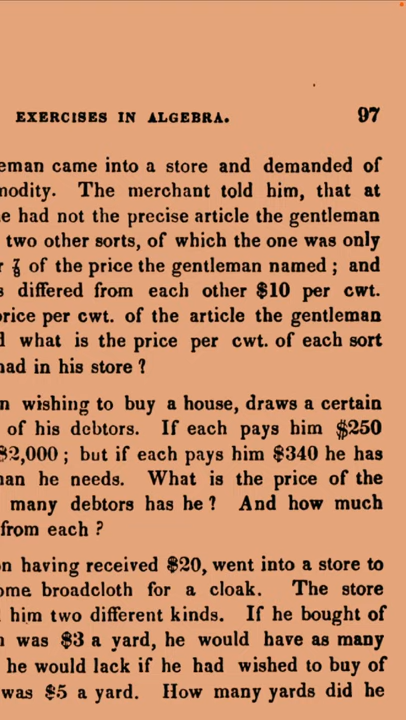 EXERCISES IN ALGEBRA. 97
eman came into a store and demanded of
nodity. The merchant told him, that at
e had not the precise article the gentleman
two other sorts, of which the one was only
r ⅞ of the price the gentleman named; and
s differed from each other $10 per cwt.
price per cwt. of the article the gentleman
d what is the price per cwt. of each sort
had in his store?
n wishing to buy a house, draws a certain
of his debtors. If each pays him $250
$2,000; but if each pays him $340 he has
han he needs. What is the price of the
many debtors has he? And how much
from each?
on having received $20, went into a store to
ome broadcloth for a cloak. The store
him two different kinds. If he bought of
h was $3 a yard, he would have as many
he would lack if he had wished to buy of
was $5 a yard. How many yards did he